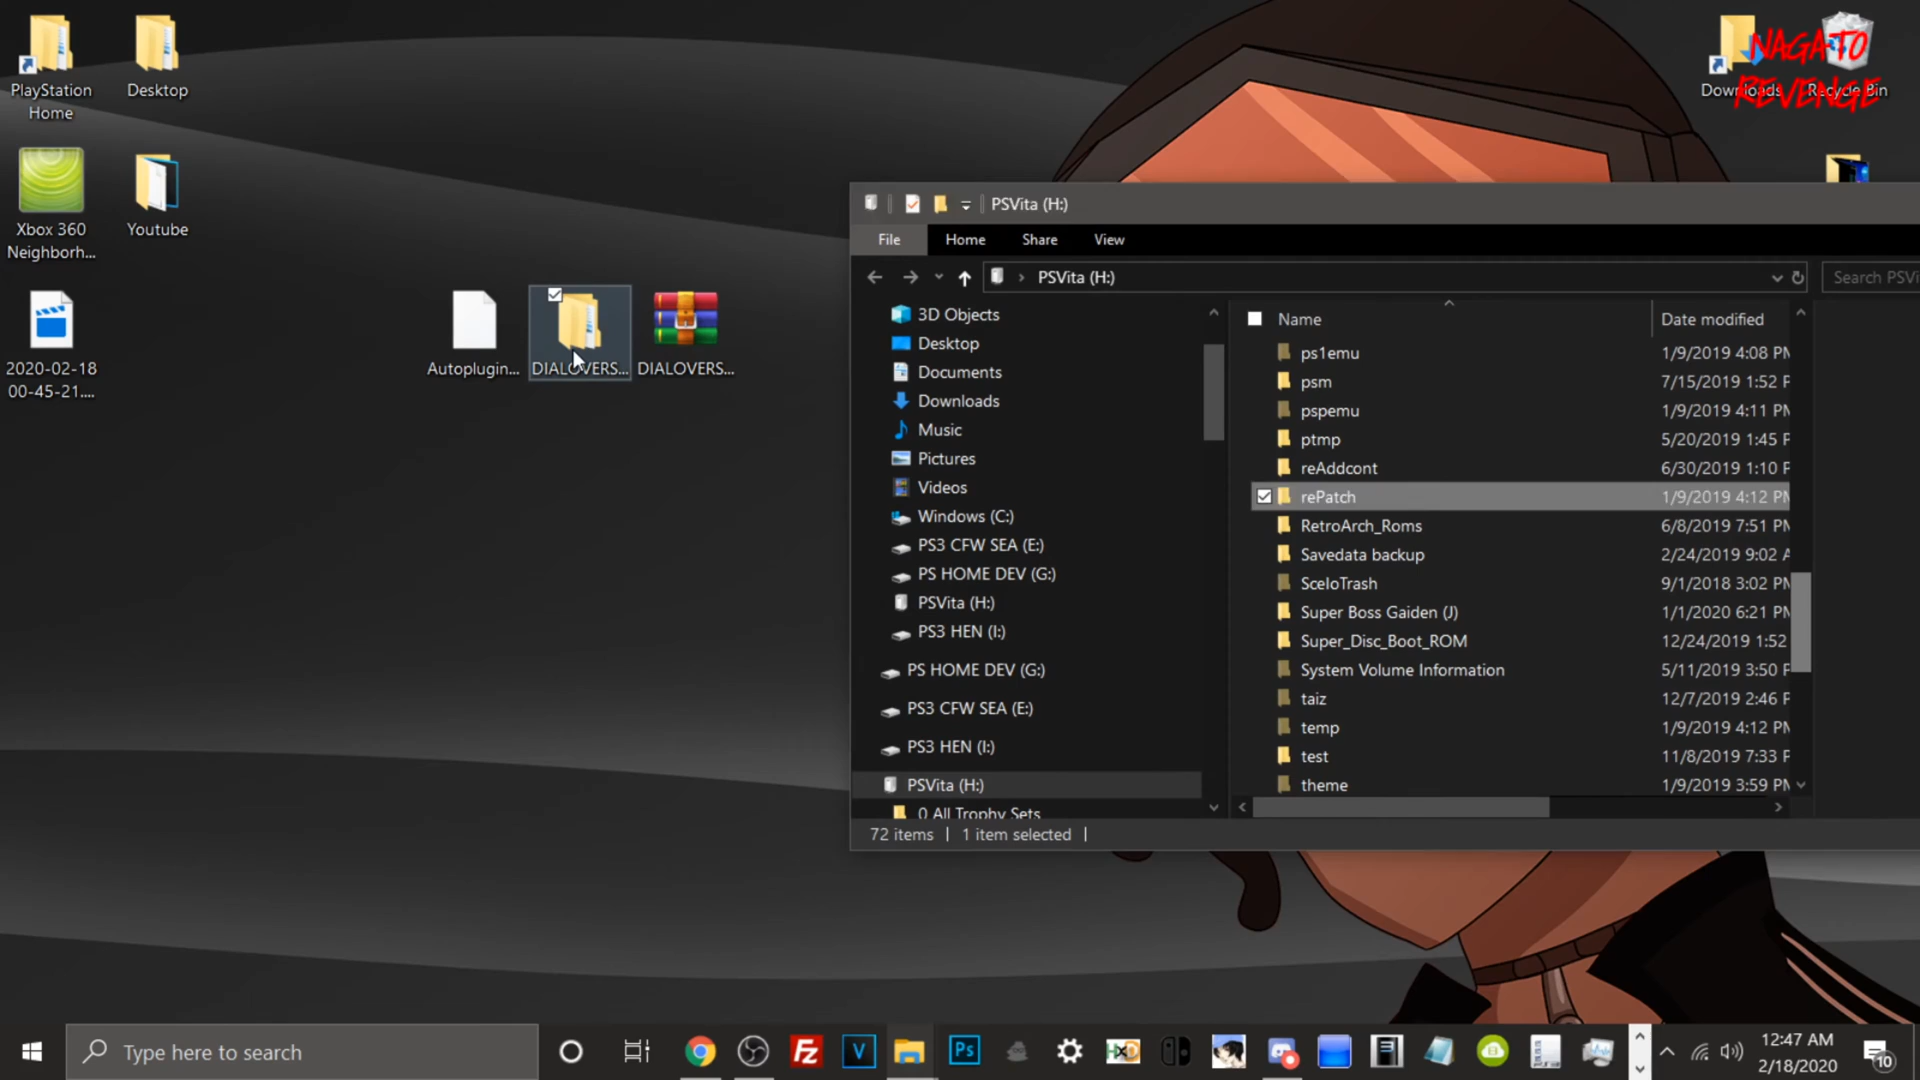 PlayStation
Home
Desktop
Xbox 360
Neighborh...
Youtube
2020-02-18
00-45-21....
Autoplugin...
DIALOVERS...
DIALOVERS...
Downloads
Recycle Bin
NAGATO
REVENGE
PSVita (H:)
File
Home
Share
View
PSVita (H:)
Search PSVi
3D Objects
Desktop
Documents
Downloads
Music
Pictures
Videos
Windows (C:)
PS3 CFW SEA (E:)
PS HOME DEV (G:)
PSVita (H:)
PS3 HEN (I:)
PS HOME DEV (G:)
PS3 CFW SEA (E:)
PS3 HEN (I:)
PSVita (H:)
0 All Trophy Sets
Name Date modified
ps1emu 1/9/2019 4:08 PM
psm 7/15/2019 1:52 P
pspemu 1/9/2019 4:11 PM
ptmp 5/20/2019 1:45 P
reAddcont 6/30/2019 1:10 P
rePatch 1/9/2019 4:12 PM
RetroArch_Roms 6/8/2019 7:51 PM
Savedata backup 2/24/2019 9:02 A
SceIoTrash 9/1/2018 3:02 PM
Super Boss Gaiden (J) 1/1/2020 6:21 PM
Super_Disc_Boot_ROM 12/24/2019 1:52
System Volume Information 5/11/2019 3:50 P
taiz 12/7/2019 2:46 P
temp 1/9/2019 4:12 PM
test 11/8/2019 7:33 P
theme 1/9/2019 3:59 PM
72 items
1 item selected
Type here to search
Fz
V
Ps
HxD
12:47 AM
2/18/2020
10